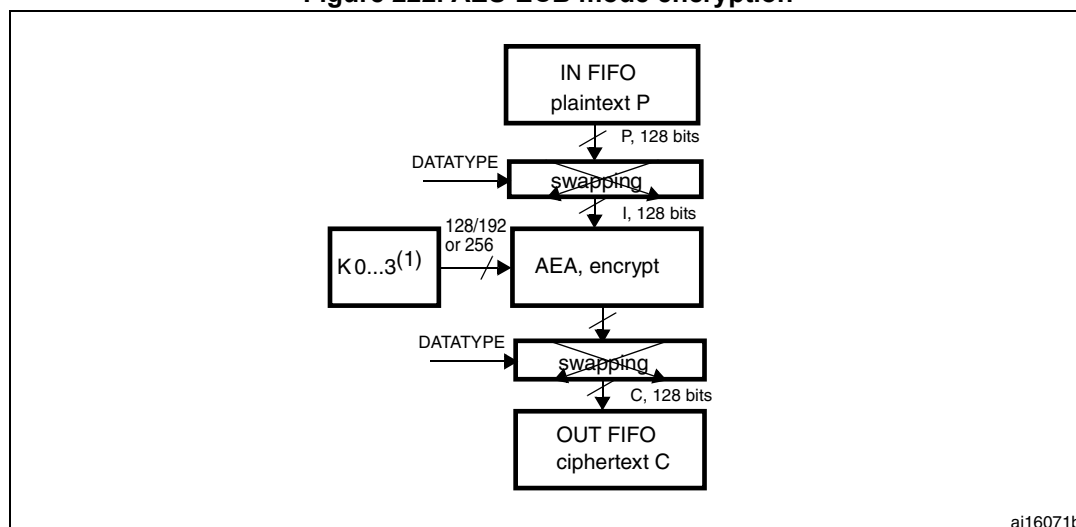 Figure 222. AES-ECB mode encryption
IN FIFO
plaintext P
P, 128 bits
DATATYPE
swapping
I, 128 bits
128/192
or 256
K 0...3(1)
AEA, encrypt
DATATYPE
swapping
C, 128 bits
OUT FIFO
ciphertext C
ai16071b